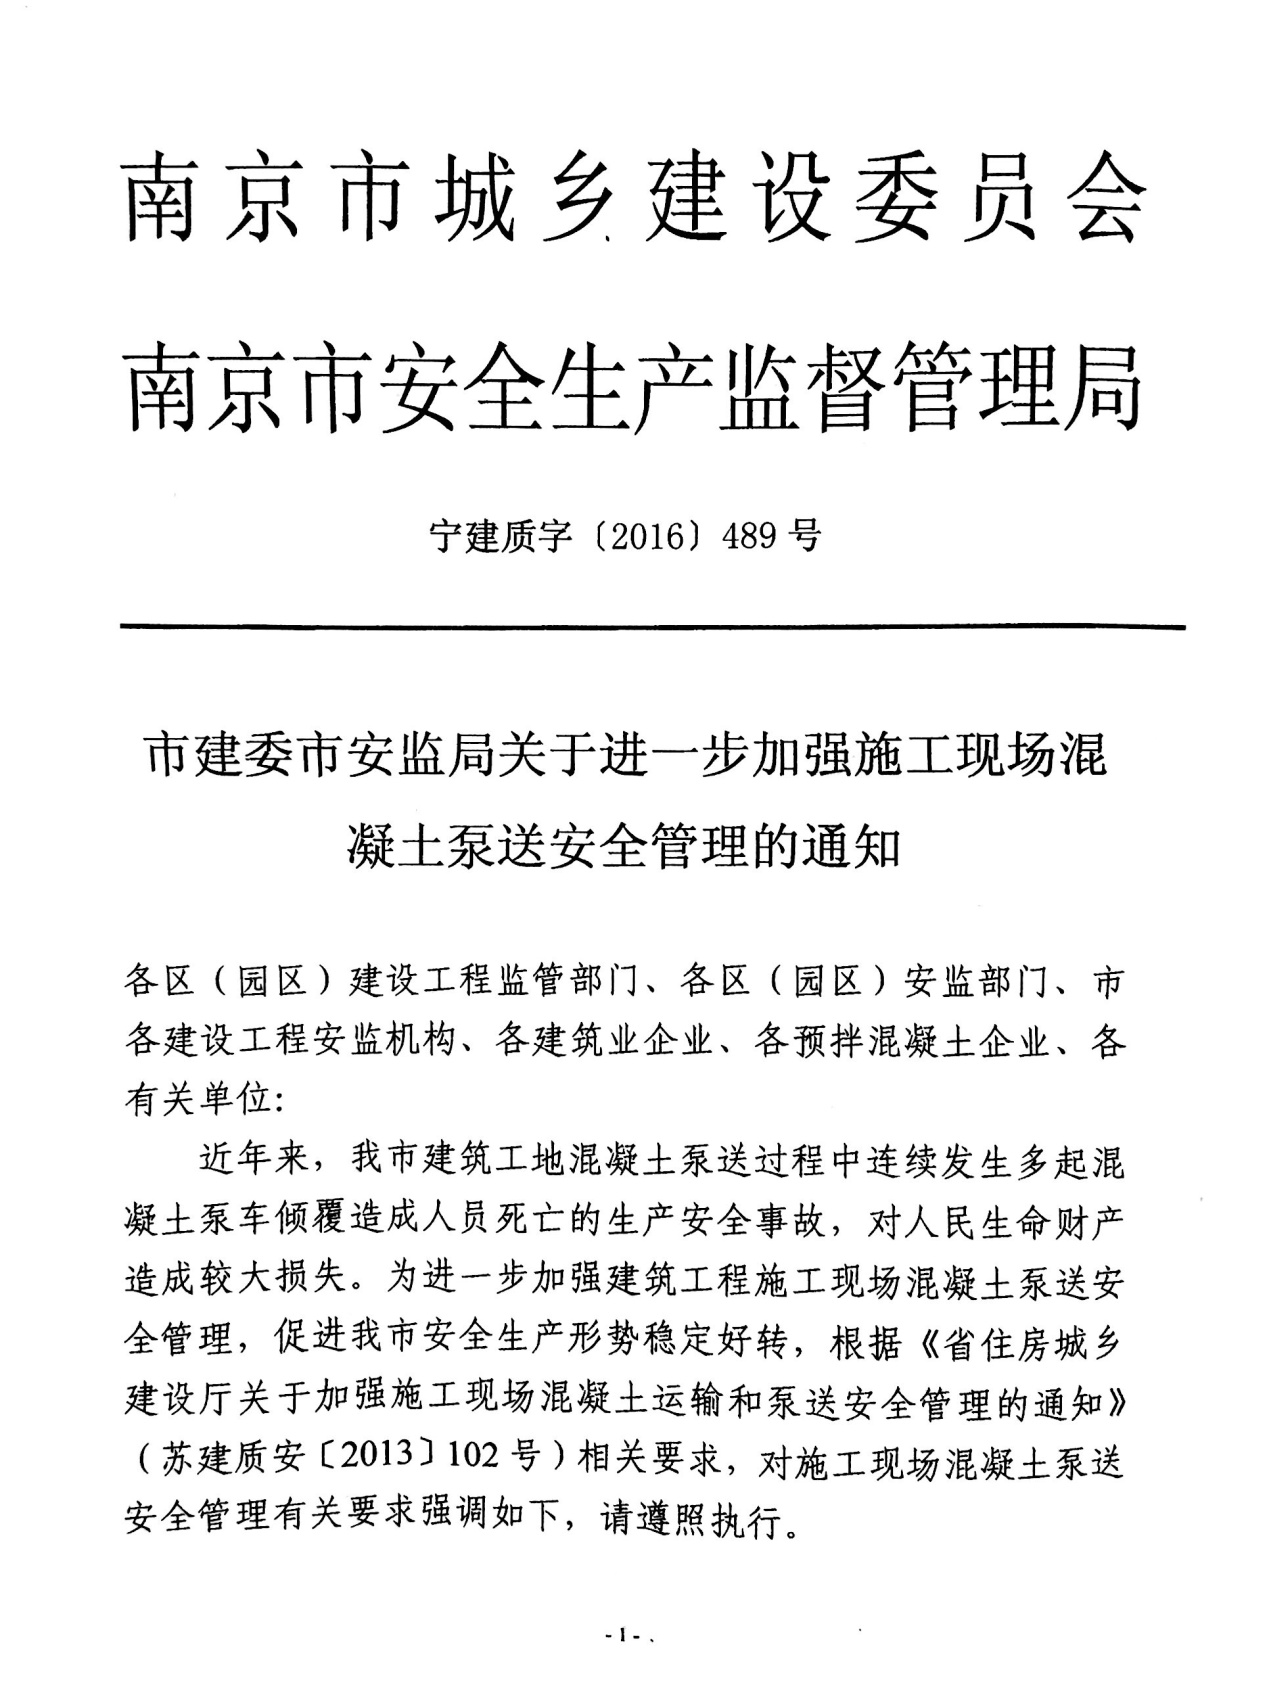 南京市城乡建设委员会
南京市安全生产监督管理局
宁建质字〔2016〕489 号
市建委市安监局关于进一步加强施工现场混
凝土泵送安全管理的通知
各区（园区）建设工程监管部门、各区（园区）安监部门、市
各建设工程安监机构、各建筑业企业、各预拌混凝土企业、各
有关单位：
近年来，我市建筑工地混凝土泵送过程中连续发生多起混
凝土泵车倾覆造成人员死亡的生产安全事故，对人民生命财产
造成较大损失。为进一步加强建筑工程施工现场混凝土泵送安
全管理，促进我市安全生产形势稳定好转，根据《省住房城乡
建设厅关于加强施工现场混凝土运输和泵送安全管理的通知》
（苏建质安〔2013〕102 号）相关要求，对施工现场混凝土泵送
安全管理有关要求强调如下，请遵照执行。
- 1 -